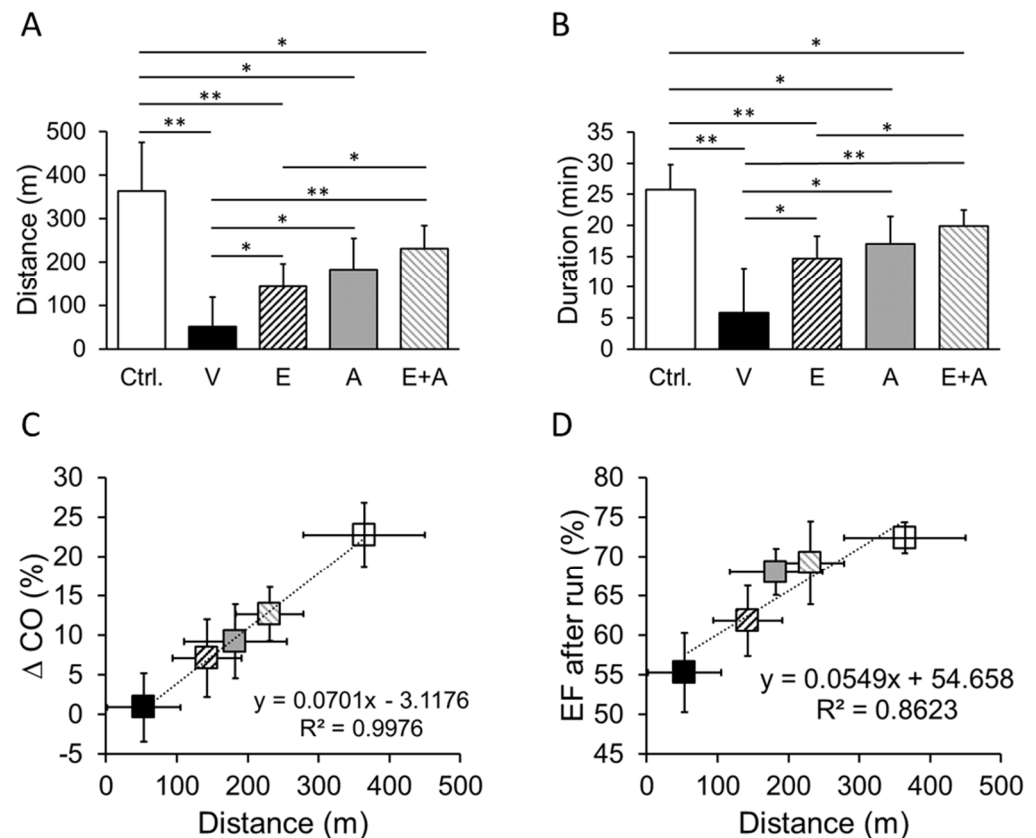 A
*
*
**
**
*
**
*
*
Distance (m)
500
400
300
200
100
0
Ctrl. V E A E+A
B
*
*
**
*
**
**
*
*
Duration (min)
35
30
25
20
15
10
5
0
Ctrl. V E A E+A
C
Δ CO (%)
30
25
20
15
10
5
0
-5
y = 0.0701x - 3.1176
R² = 0.9976
0 100 200 300 400 500
Distance (m)
D
EF after run (%)
80
75
70
65
60
55
50
45
y = 0.0549x + 54.658
R² = 0.8623
0 100 200 300 400 500
Distance (m)